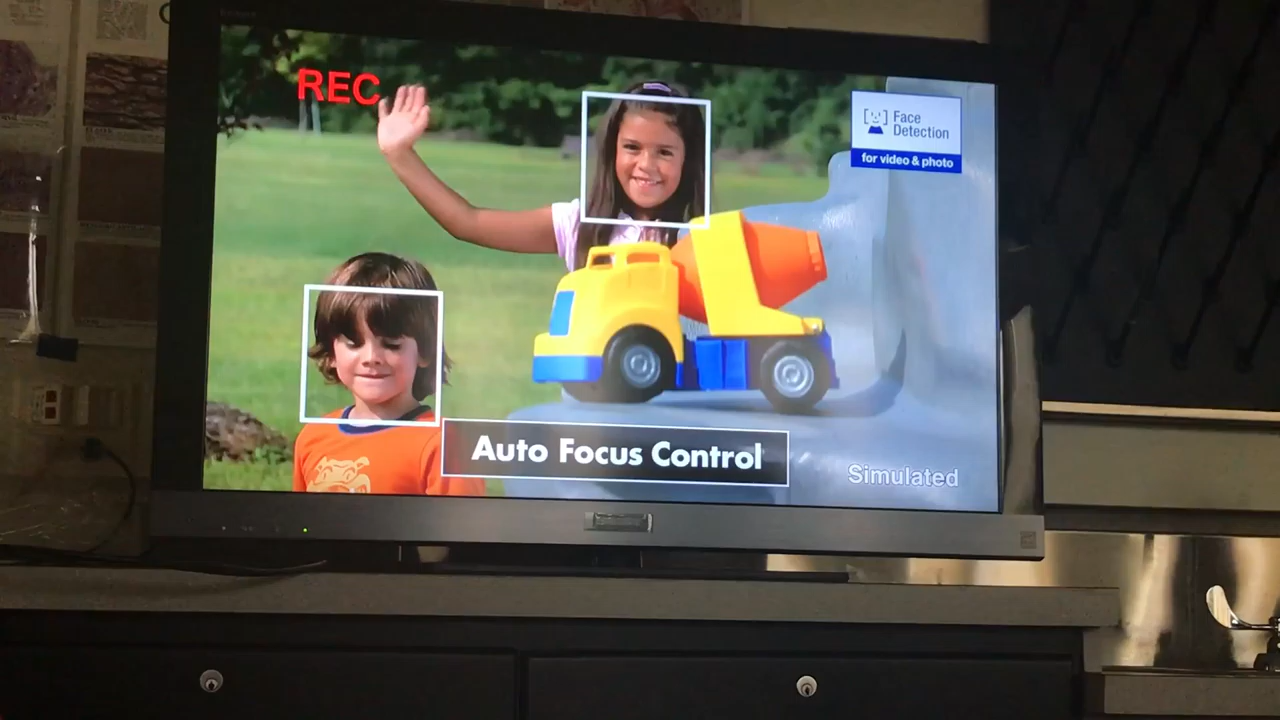 REC
Face
Detection
for video & photo
Auto Focus Control
Simulated